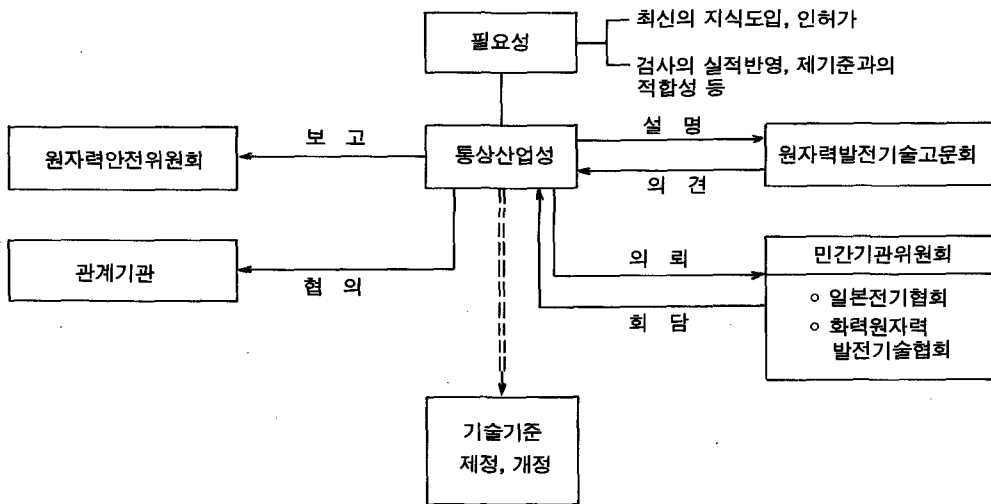 필요성
최신의 지식도입, 인허가
검사의 실적반영, 제기준과의
적합성 등
원자력안전위원회
보 고
통상산업성
설 명
의 견
원자력발전기술고문회
관계기관
협 의
의 뢰
회 담
민간기관위원회
○ 일본전기협회
○ 화력원자력
발전기술협회
기술기준
제정, 개정